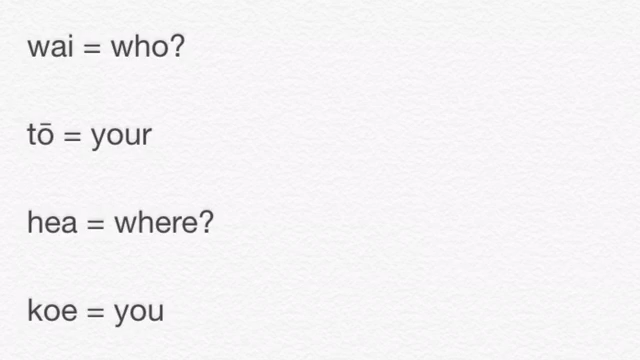 wai = who?
tō = your
hea = where?
koe = you